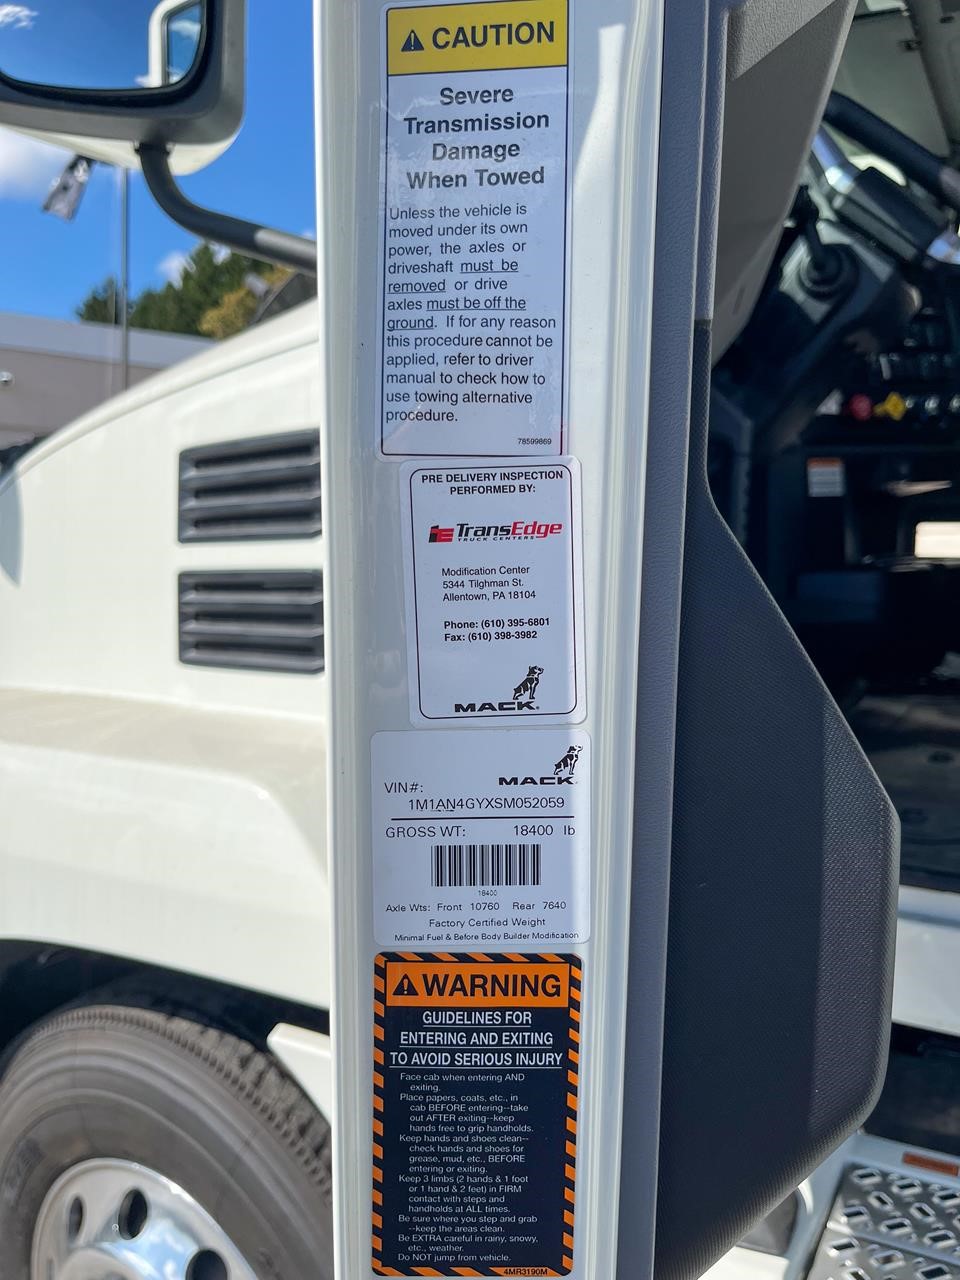 CAUTION
Severe
Transmission
Damage
When Towed
Unless the vehicle is
moved under its own
power, the axles or
driveshaft must be
removed or drive
axles must be off the
ground. If for any reason
this procedure cannot be
applied, refer to driver
manual to check how to
use towing alternative
procedure.
78599869
PRE DELIVERY INSPECTION
PERFORMED BY:
TransEdge
TRUCK CENTERS
Modification Center
5344 Tilghman St.
Allentown, PA 18104
Phone: (610) 395-6801
Fax: (610) 398-3982
MACK
MACK
VIN#:
1M1AN4GYXSM052059
GROSS WT: 18400 lb
18400
Axle Wts: Front 10760 Rear 7640
Factory Certified Weight
Minimal Fuel & Before Body Builder Modification
WARNING
GUIDELINES FOR
ENTERING AND EXITING
TO AVOID SERIOUS INJURY
Face cab when entering AND
exiting.
Place papers, coats, etc., in
cab BEFORE entering--take
out AFTER exiting--keep
hands free to grip handholds.
Keep hands and shoes clean--
check hands and shoes for
grease, mud, etc., BEFORE
entering or exiting.
Keep 3 limbs (2 hands & 1 foot
or 1 hand & 2 feet) in FIRM
contact with steps and
handholds at ALL times.
Be sure where you step and grab
--keep the areas clean.
Be EXTRA careful in rainy, snowy,
etc., weather.
Do NOT jump from vehicle.
4MR3190M